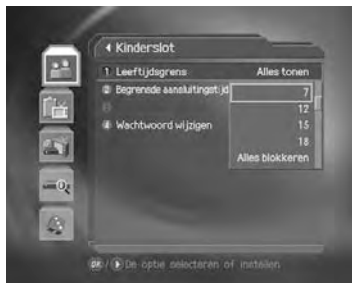 Kinderslot
1 Leeftijdsgrens Alles tonen
2 Begrensde aansluitingstijd 7
12
4 Wachtwoord wijzigen 15
18
Alles blokkeren
OK / De optie selecteren of instellen